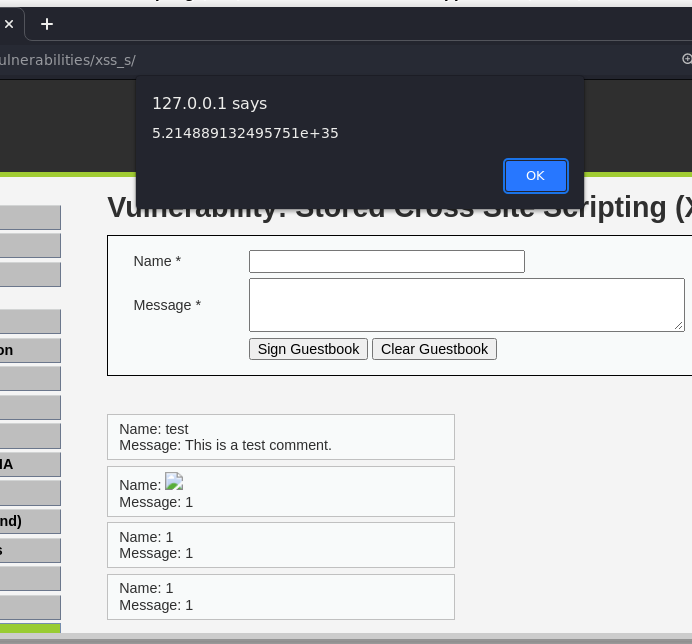 ulnerabilities/xss_s/
127.0.0.1 says
5.214889132495751e+35
OK
Vulnerability: Stored Cross Site Scripting (X
Name *
Message *
Sign Guestbook Clear Guestbook
on
HA
nd)
s
Name: test
Message: This is a test comment.
Name:
Message: 1
Name: 1
Message: 1
Name: 1
Message: 1